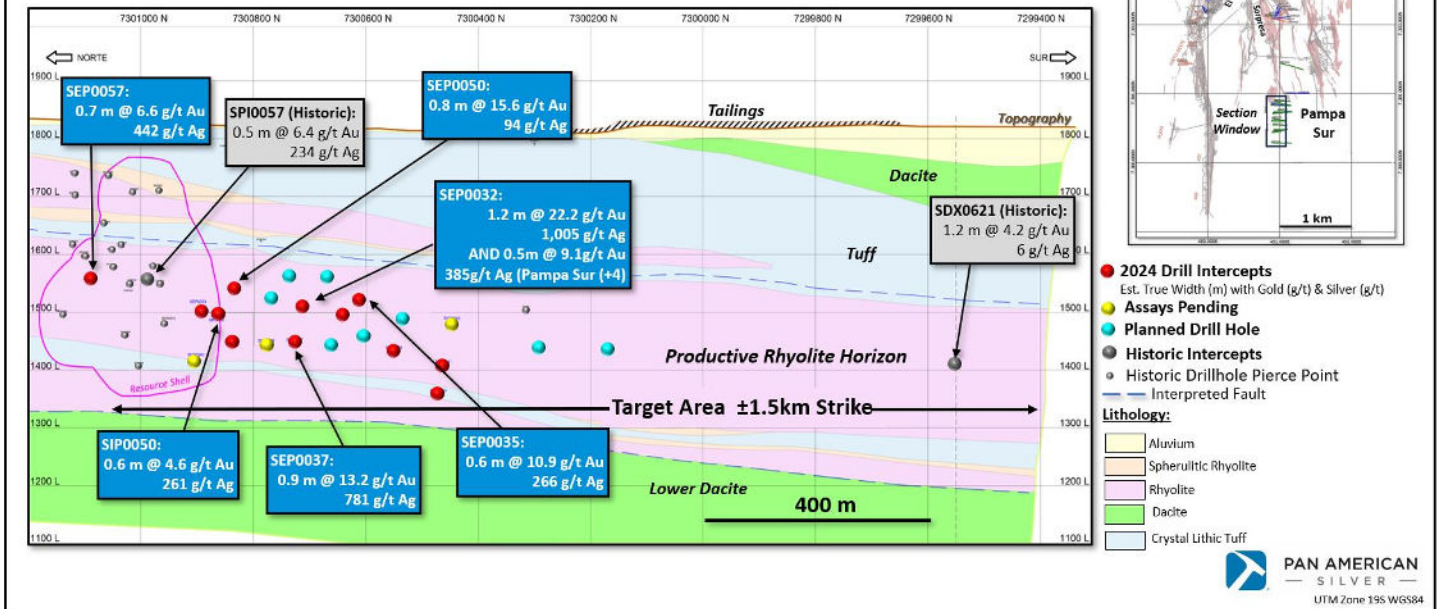 7301000 N
7300800 N
7300600 N
7300400 N
7300200 N
7300000 N
7299800 N
7299600 N
7299400 N
NORTE
SUR
1900 L
1900 L
SEP0057:
0.7 m @ 6.6 g/t Au
442 g/t Ag
SPI0057 (Historic):
0.5 m @ 6.4 g/t Au
234 g/t Ag
SEP0050:
0.8 m @ 15.6 g/t Au
94 g/t Ag
Tailings
Topography
1800 L
1800 L
Dacite
1700 L
1700 L
SEP0032:
1.2 m @ 22.2 g/t Au
1,005 g/t Ag
AND 0.5m @ 9.1g/t Au
385g/t Ag (Pampa Sur (+4)
SDX0621 (Historic):
1.2 m @ 4.2 g/t Au
6 g/t Ag
Tuff
1600 L
0 L
1500 L
1500 L
Productive Rhyolite Horizon
1400 L
1400 L
Resource Shell
Target Area ±1.5km Strike
1300 L
1300 L
SIP0050:
0.6 m @ 4.6 g/t Au
261 g/t Ag
SEP0037:
0.9 m @ 13.2 g/t Au
781 g/t Ag
SEP0035:
0.6 m @ 10.9 g/t Au
266 g/t Ag
1200 L
1200 L
Lower Dacite
400 m
1100 L
1100 L
Sorpresa
Section
Window
Pampa
Sur
1 km
2024 Drill Intercepts
Est. True Width (m) with Gold (g/t) & Silver (g/t)
Assays Pending
Planned Drill Hole
Historic Intercepts
Historic Drillhole Pierce Point
Interpreted Fault
Lithology:
Aluvium
Spherulitic Rhyolite
Rhyolite
Dacite
Crystal Lithic Tuff
PAN AMERICAN
SILVER
UTM Zone 19S WGS84